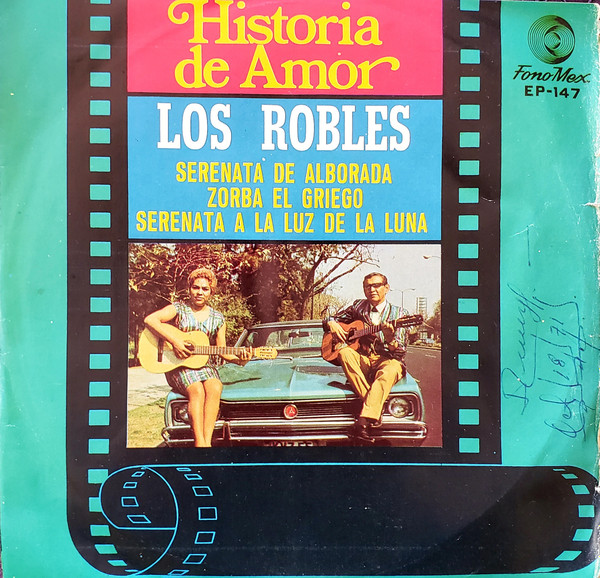 Historia
de Amor
FonoMex
EP-147
LOS ROBLES
SERENATA DE ALBORADA
ZORBA EL GRIEGO
SERENATA A LA LUZ DE LA LUNA